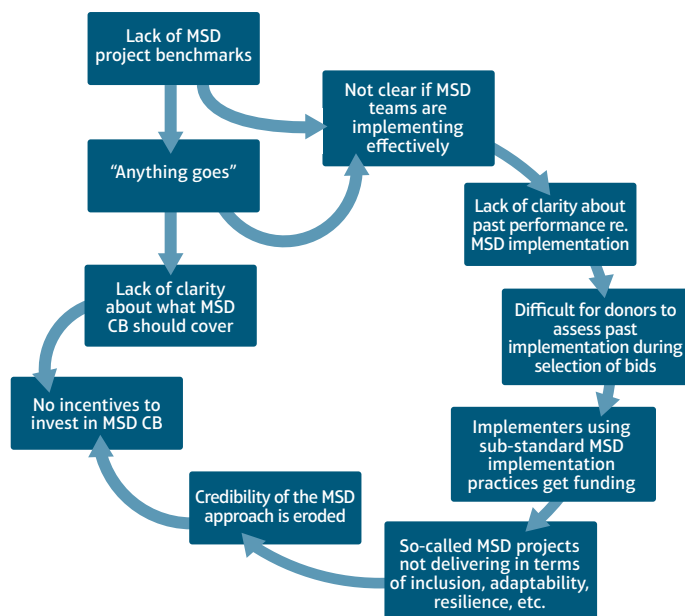 Lack of MSD
project benchmarks
Not clear if MSD
teams are
implementing
effectively
“Anything goes”
Lack of clarity about
past performance re.
MSD implementation
Lack of clarity
about what MSD
CB should cover
Difficult for donors to
assess past
implementation during
selection of bids
No incentives to
invest in MSD CB
Implementers using
sub-standard MSD
implementation
practices get funding
Credibility of the MSD
approach is eroded
So-called MSD projects
not delivering in terms
of inclusion, adaptability,
resilience, etc.